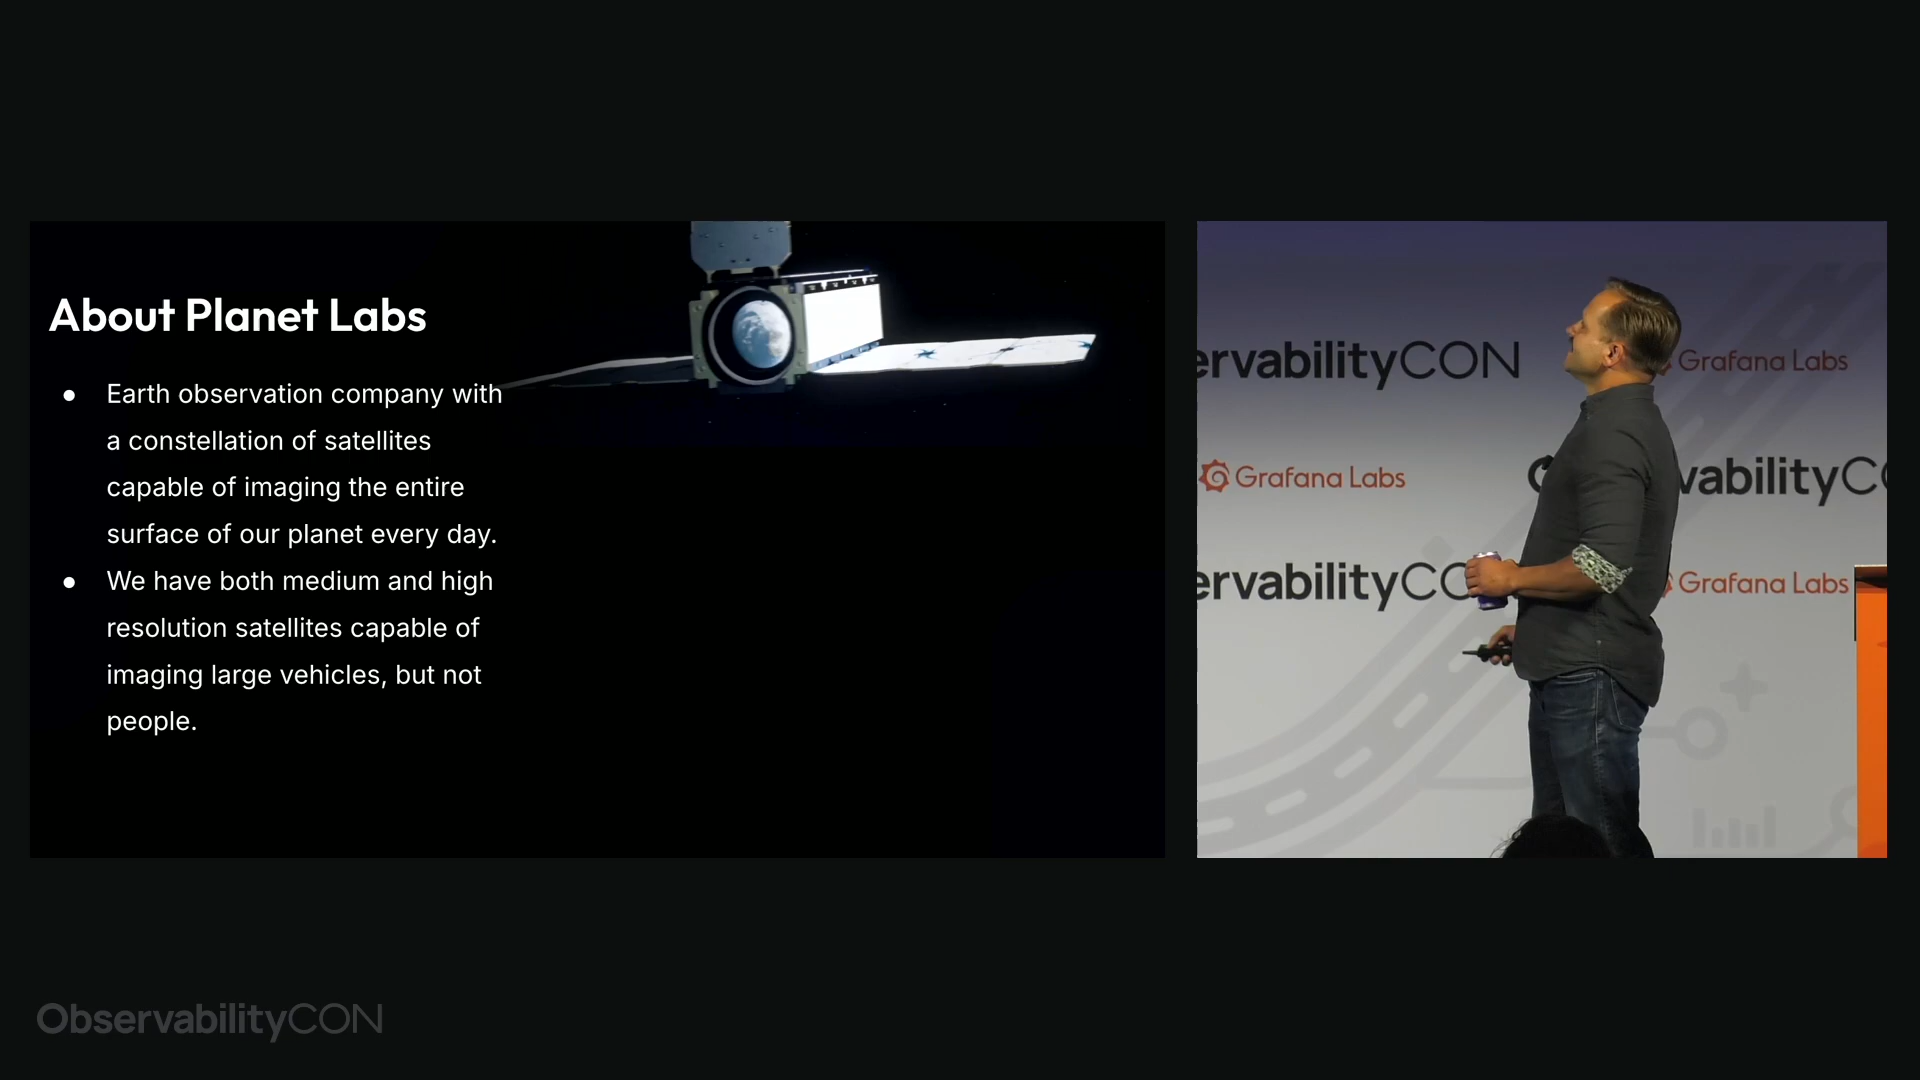 About Planet Labs
● Earth observation company with
a constellation of satellites
capable of imaging the entire
surface of our planet every day.
● We have both medium and high
resolution satellites capable of
imaging large vehicles, but not
people.
ervabilityCON
Grafana Labs
Grafana Labs
vabilityC
ervabilityCO
Grafana Labs
ObservabilityCON